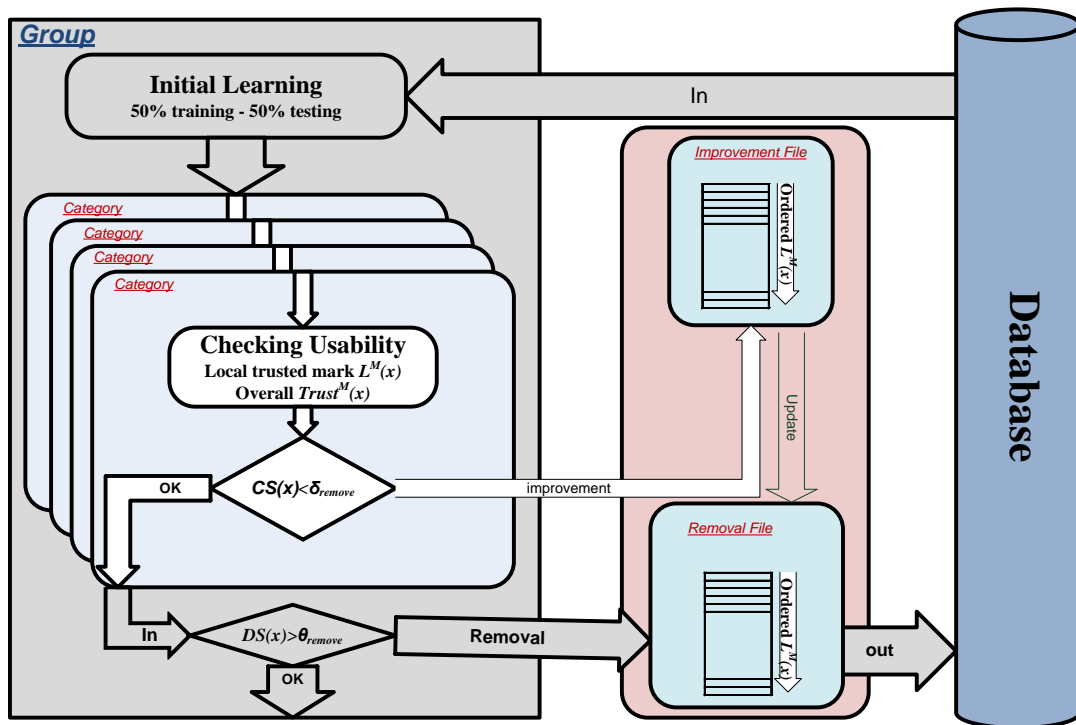 Group
Initial Learning
50% training - 50% testing
In
Category
Category
Category
Category
Checking Usability
Local trusted mark L^M(x)
Overall Trust^M(x)
CS(x)<δ_remove
OK
improvement
In
DS(x)>θ_remove
OK
Removal
Improvement File
Ordered L^M(x)
Update
Removal File
Ordered L^M(x)
out
Database